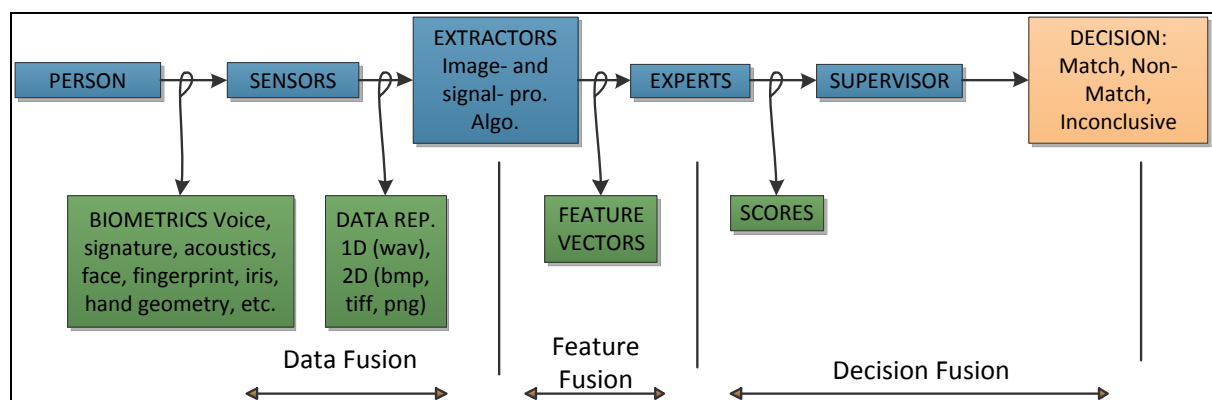 PERSON
SENSORS
EXTRACTORS
Image- and
signal- pro.
Algo.
EXPERTS
SUPERVISOR
DECISION:
Match, Non-
Match,
Inconclusive
BIOMETRICS Voice,
signature, acoustics,
face, fingerprint, iris,
hand geometry, etc.
DATA REP.
1D (wav),
2D (bmp,
tiff, png)
FEATURE
VECTORS
SCORES
Data Fusion
Feature
Fusion
Decision Fusion